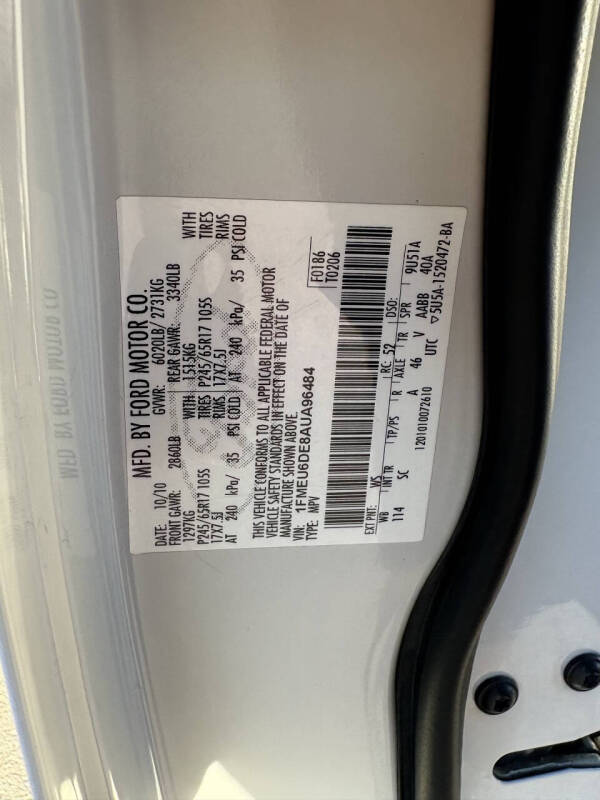 MFD. BY FORD MOTOR CO.
DATE: 10/10 GVWR: 6020LB/ 2731KG
FRONT GAWR: 2860LB REAR GAWR: 3340LB
1297KG WITH 1515KG WITH
P245/65R17 105S TIRES P245/65R17 105S TIRES
17X7.5J RIMS 17X7.5J RIMS
AT 240 kPa/ 35 PSI COLD AT 240 kPa/ 35 PSI COLD
THIS VEHICLE CONFORMS TO ALL APPLICABLE FEDERAL MOTOR
VEHICLE SAFETY STANDARDS IN EFFECT ON THE DATE OF
MANUFACTURE SHOWN ABOVE.
VIN: 1FMEU6DE8AUA96484
TYPE: MPV
F0186
T0206
EXT PNT: WS RC: 52 DSO:
WB INT TR TP/PS R AXLE TR SPR 9U51A
114 SC A 46 V AABB 40A
1201010072610 UTC ▽5U5A-1520472-BA